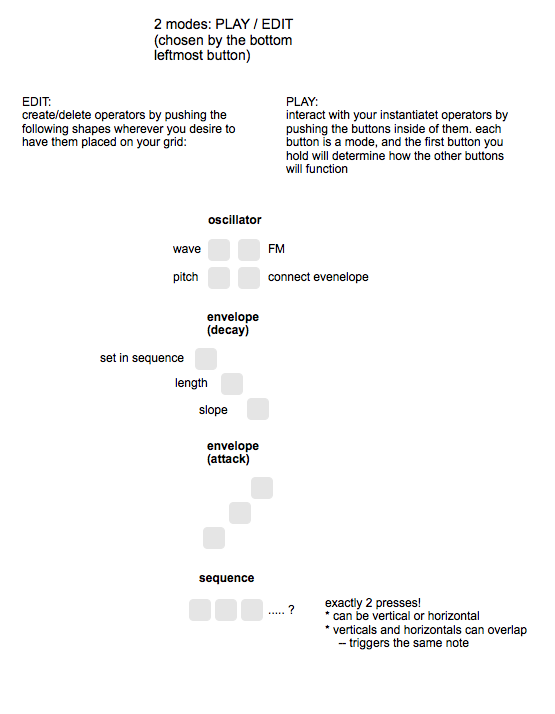 2 modes: PLAY / EDIT
(chosen by the bottom
leftmost button)
EDIT:
create/delete operators by pushing the
following shapes wherever you desire to
have them placed on your grid:
PLAY:
interact with your instantiatet operators by
pushing the buttons inside of them. each
button is a mode, and the first button you
hold will determine how the other buttons
will function
oscillator
wave FM
pitch connect evenelope
envelope
(decay)
set in sequence
length
slope
envelope
(attack)
sequence
..... ?
exactly 2 presses!
* can be vertical or horizontal
* verticals and horizontals can overlap
– triggers the same note